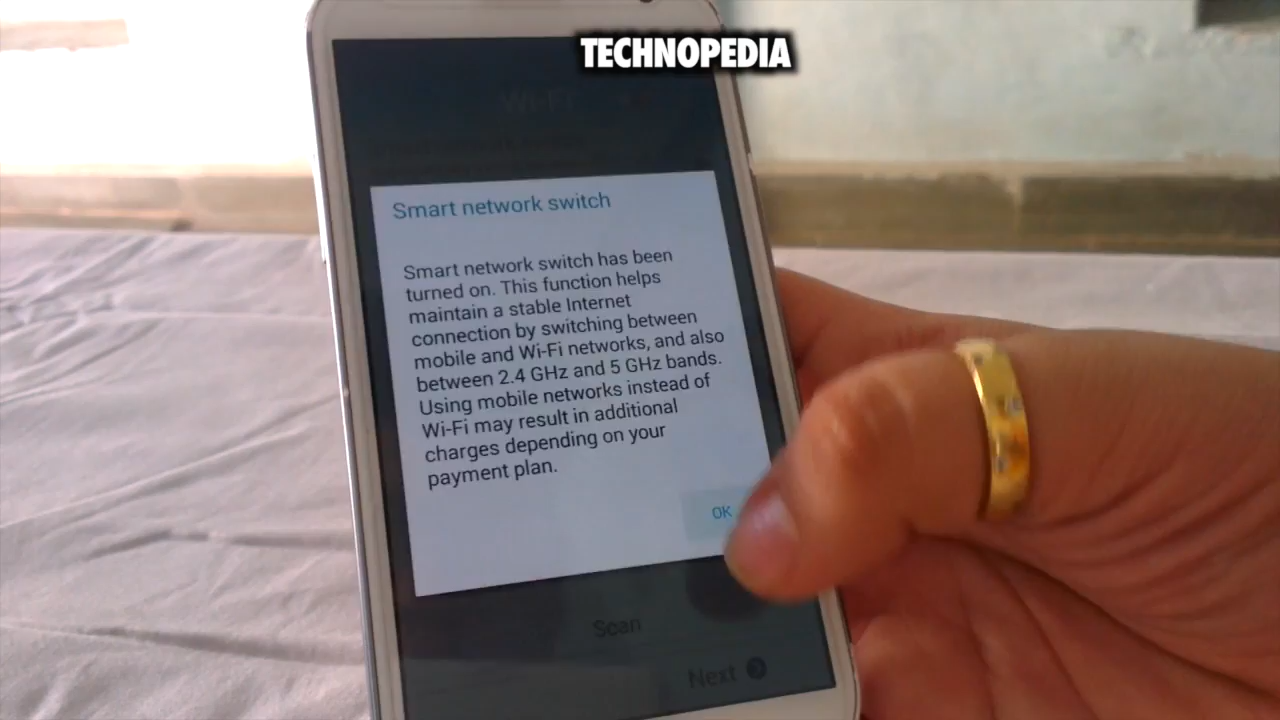 TECHNOPEDIA
Wi-Fi
Smart network switch
Smart network switch has been
turned on. This function helps
maintain a stable Internet
connection by switching between
mobile and Wi-Fi networks, and also
between 2.4 GHz and 5 GHz bands.
Using mobile networks instead of
Wi-Fi may result in additional
charges depending on your
payment plan.
OK
Scan
Next